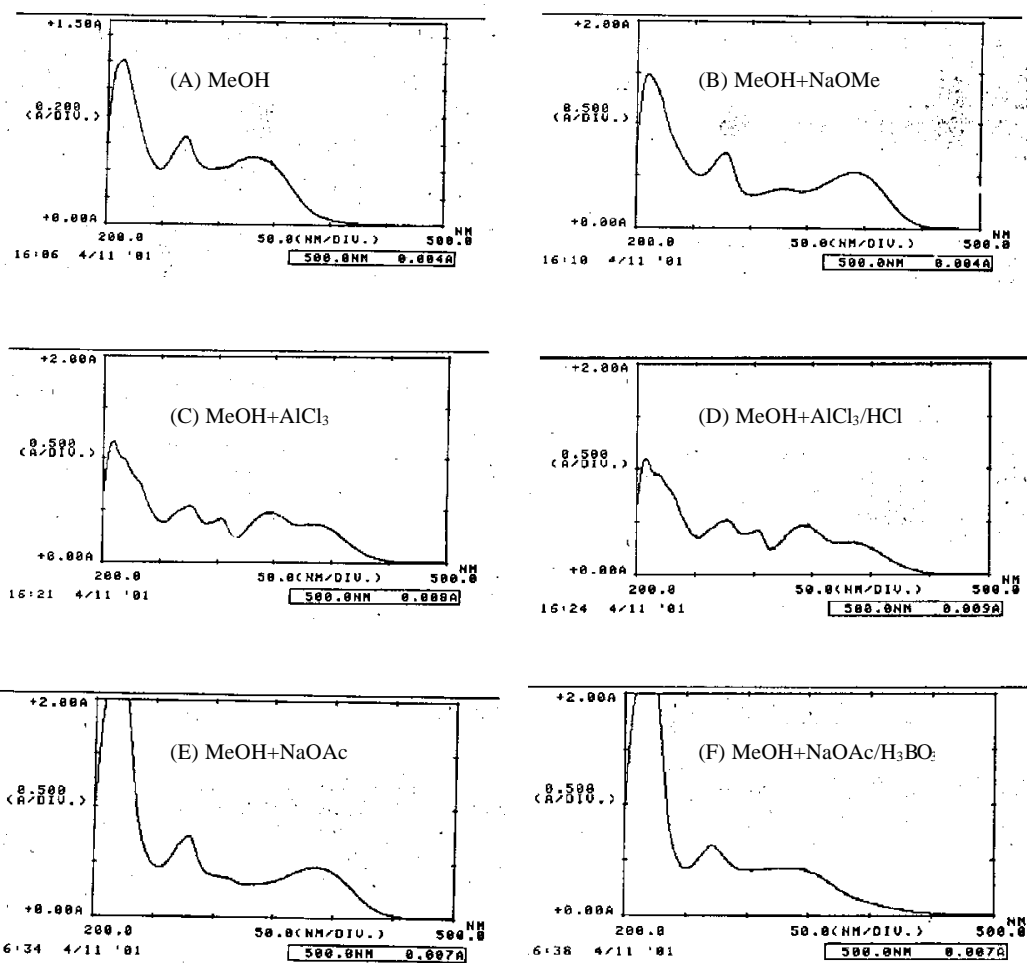 +1.50A
(A) MeOH
0.200
(A/DIV.)
+0.00A
200.0 50.0(NM/DIV.) 500.0
NM
16:06 4/11 '01 500.0NM 0.004A
+2.00A
(B) MeOH+NaOMe
0.500
(A/DIV.)
+0.00A
200.0 50.0(NM/DIV.) 500.0
NM
16:10 4/11 '01 500.0NM 0.004A
+2.00A
(C) MeOH+AlCl₃
0.500
(A/DIV.)
+0.00A
200.0 50.0(NM/DIV.) 500.0
NM
16:21 4/11 '01 500.0NM 0.008A
+2.00A
(D) MeOH+AlCl₃/HCl
0.500
(A/DIV.)
+0.00A
200.0 50.0(NM/DIV.) 500.0
NM
16:24 4/11 '01 500.0NM 0.009A
+2.00A
(E) MeOH+NaOAc
0.500
(A/DIV.)
+0.00A
200.0 50.0(NM/DIV.) 500.0
NM
6:34 4/11 '01 500.0NM 0.007A
+2.00A
(F) MeOH+NaOAc/H₃BO₃
0.500
(A/DIV.)
+0.00A
200.0 50.0(NM/DIV.) 500.0
NM
6:38 4/11 '01 500.0NM 0.007A